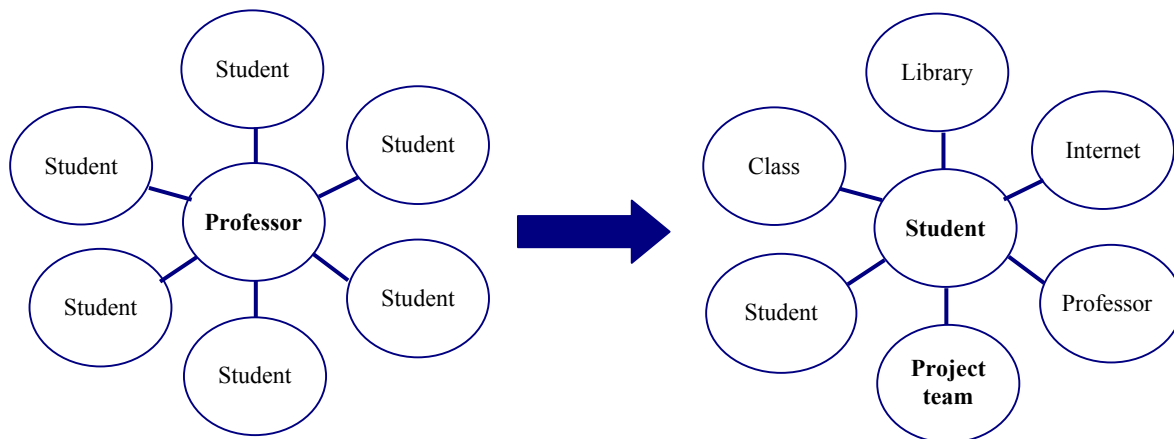 Student
Student
Student
Professor
Student
Student
Student
Library
Class
Internet
Student
Student
Professor
Project
team